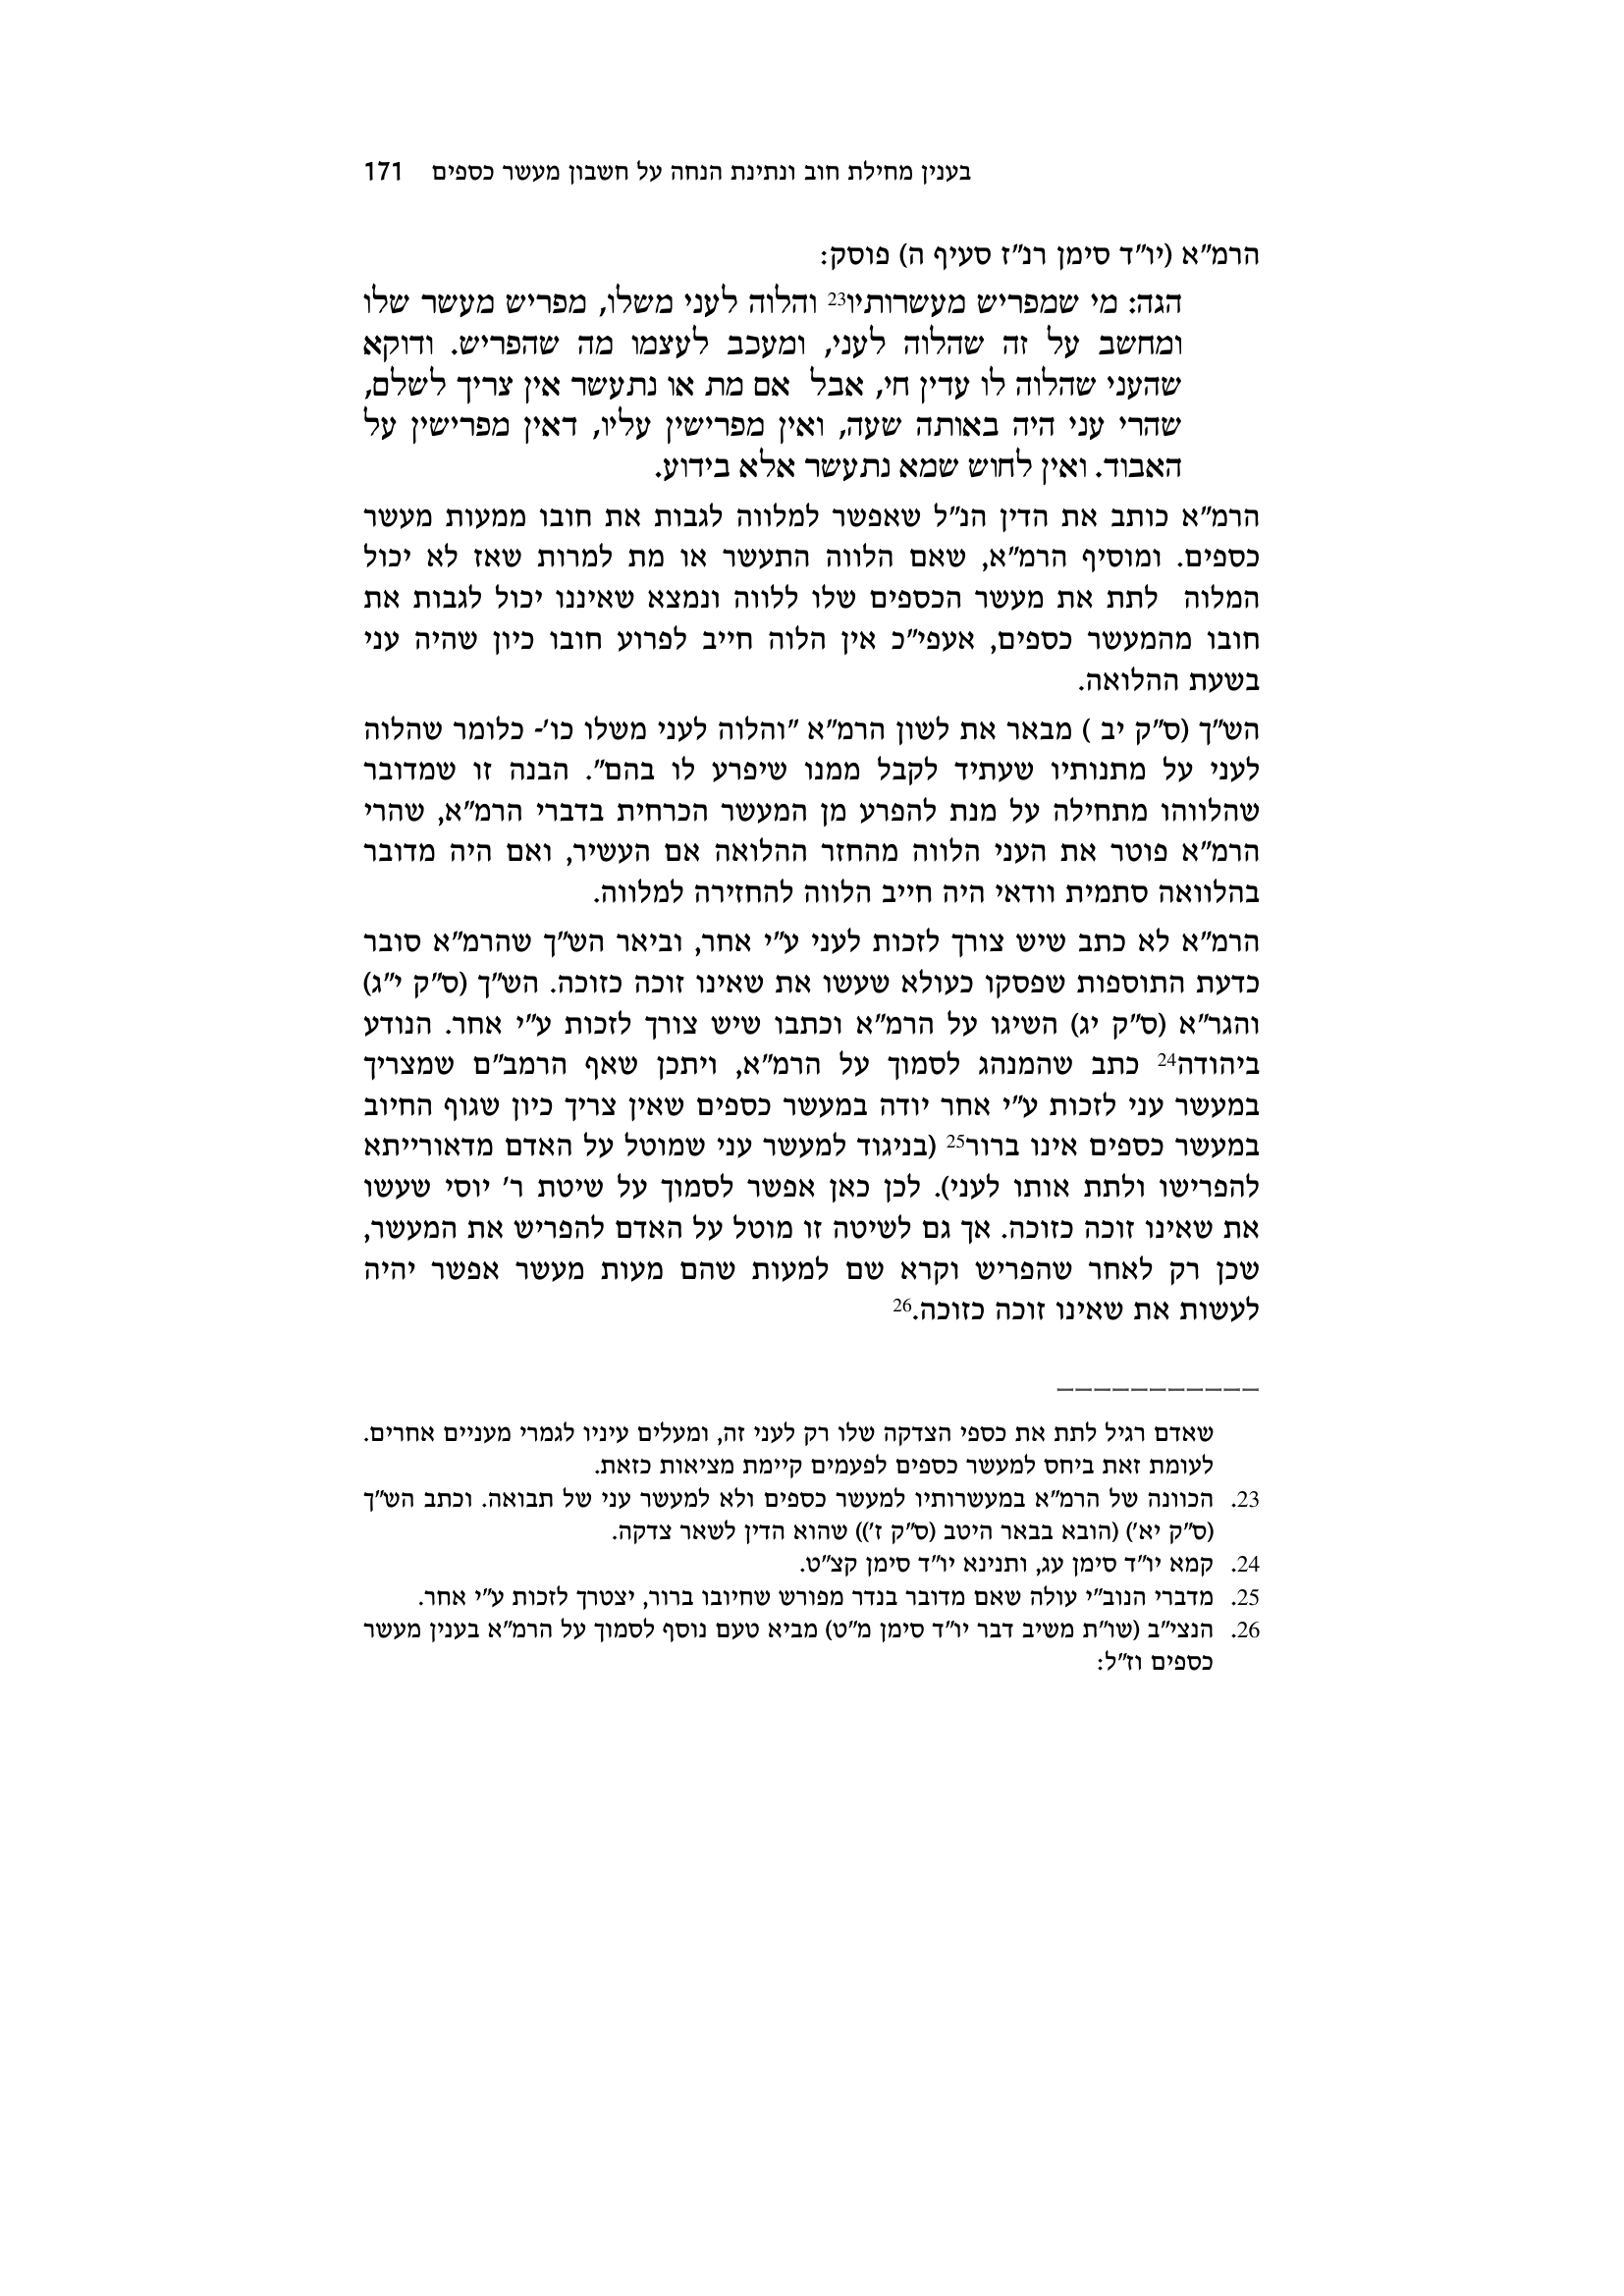 בענין מחילת חוב ונתינת הנחה על חשבון מעשר כספים 171
הרמ"א (יו"ד סימן רנ"ז סעיף ה) פוסק:
הגה: מי שמפריש מעשרותיו23 והלוה לעני משלו, מפריש מעשר שלו
ומחשב על זה שהלוה לעני, ומעכב לעצמו מה שהפריש. ודוקא
שהעני שהלוה לו עדין חי, אבל אם מת או נתעשר אין צריך לשלם,
שהרי עני היה באותה שעה, ואין מפרישין עליו, דאין מפרישין על
האבוד. ואין לחוש שמא נתעשר אלא בידוע.
הרמ"א כותב את הדין הנ"ל שאפשר למלווה לגבות את חובו ממעות מעשר
כספים. ומוסיף הרמ"א, שאם הלווה התעשר או מת למרות שאז לא יכול
המלוה לתת את מעשר הכספים שלו ללווה ונמצא שאיננו יכול לגבות את
חובו מהמעשר כספים, אעפי"כ אין הלוה חייב לפרוע חובו כיון שהיה עני
בשעת ההלואה.
הש"ך (ס"ק יב ) מבאר את לשון הרמ"א "והלוה לעני משלו כו'- כלומר שהלוה
לעני על מתנותיו שעתיד לקבל ממנו שיפרע לו בהם". הבנה זו שמדובר
שהלווהו מתחילה על מנת להפרע מן המעשר הכרחית בדברי הרמ"א, שהרי
הרמ"א פוטר את העני הלווה מהחזר ההלואה אם העשיר, ואם היה מדובר
בהלוואה סתמית וודאי היה חייב הלווה להחזירה למלווה.
הרמ"א לא כתב שיש צורך לזכות לעני ע"י אחר, וביאר הש"ך שהרמ"א סובר
כדעת התוספות שפסקו כעולא שעשו את שאינו זוכה כזוכה. הש"ך (ס"ק י"ג)
והגר"א (ס"ק יג) השיגו על הרמ"א וכתבו שיש צורך לזכות ע"י אחר. הנודע
ביהודה24 כתב שהמנהג לסמוך על הרמ"א, ויתכן שאף הרמב"ם שמצריך
במעשר עני לזכות ע"י אחר יודה במעשר כספים שאין צריך כיון שגוף החיוב
במעשר כספים אינו ברור25 (בניגוד למעשר עני שמוטל על האדם מדאורייתא
להפרישו ולתת אותו לעני). לכן כאן אפשר לסמוך על שיטת ר' יוסי שעשו
את שאינו זוכה כזוכה. אך גם לשיטה זו מוטל על האדם להפריש את המעשר,
שכן רק לאחר שהפריש וקרא שם למעות שהם מעות מעשר אפשר יהיה
לעשות את שאינו זוכה כזוכה.26
___________
שאדם רגיל לתת את כספי הצדקה שלו רק לעני זה, ומעלים עיניו לגמרי מעניים אחרים.
לעומת זאת ביחס למעשר כספים לפעמים קיימת מציאות כזאת.
23. הכוונה של הרמ"א במעשרותיו למעשר כספים ולא למעשר עני של תבואה. וכתב הש"ך
(ס"ק יא') (הובא בבאר היטב (ס"ק ז')) שהוא הדין לשאר צדקה.
24. קמא יו"ד סימן עג, ותנינא יו"ד סימן קצ"ט.
25. מדברי הנוב"י עולה שאם מדובר בנדר מפורש שחיובו ברור, יצטרך לזכות ע"י אחר.
26. הנצי"ב (שו"ת משיב דבר יו"ד סימן מ"ט) מביא טעם נוסף לסמוך על הרמ"א בענין מעשר
כספים וז"ל: